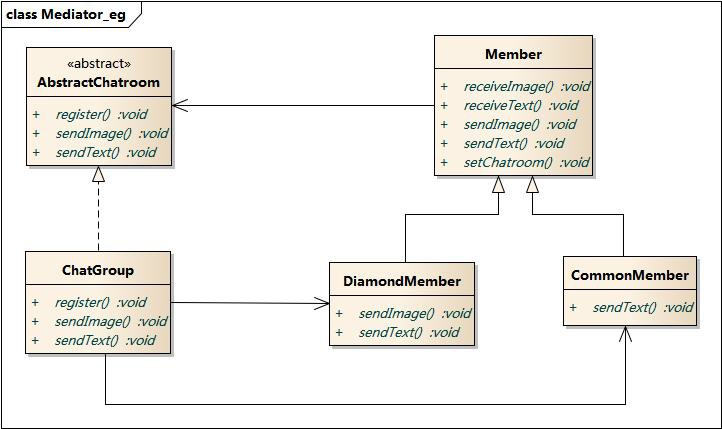 class Mediator_eg
«abstract»
AbstractChatroom
+ register() :void
+ sendImage() :void
+ sendText() :void
Member
+ receiveImage() :void
+ receiveText() :void
+ sendImage() :void
+ sendText() :void
+ setChatroom() :void
ChatGroup
+ register() :void
+ sendImage() :void
+ sendText() :void
DiamondMember
+ sendImage() :void
+ sendText() :void
CommonMember
+ sendText() :void